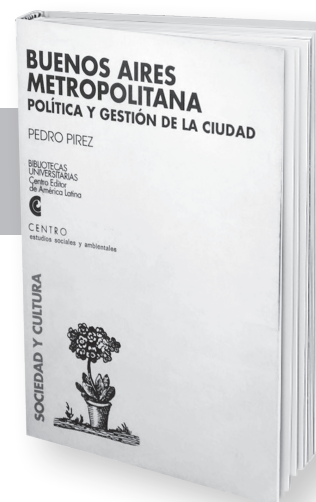 BUENOS AIRES
METROPOLITANA
POLÍTICA Y GESTIÓN DE LA CIUDAD
PEDRO PIREZ
BIBLIOTECAS
UNIVERSITARIAS
Centro Editor
de América Latina
CENTRO
estudios sociales y ambientales
SOCIEDAD Y CULTURA